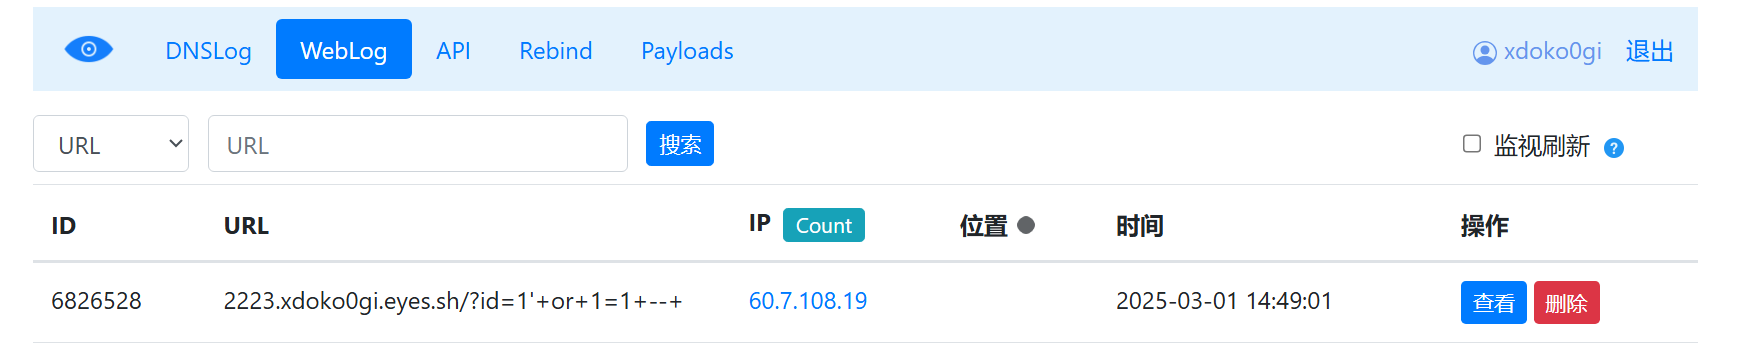 DNSLog WebLog API Rebind Payloads xdoko0gi 退出
URL URL 搜索 监视刷新 ?
ID URL IP Count 位置 时间 操作
6826528 2223.xdoko0gi.eyes.sh/?id=1'+or+1=1+--+ 60.7.108.19 2025-03-01 14:49:01 查看 删除